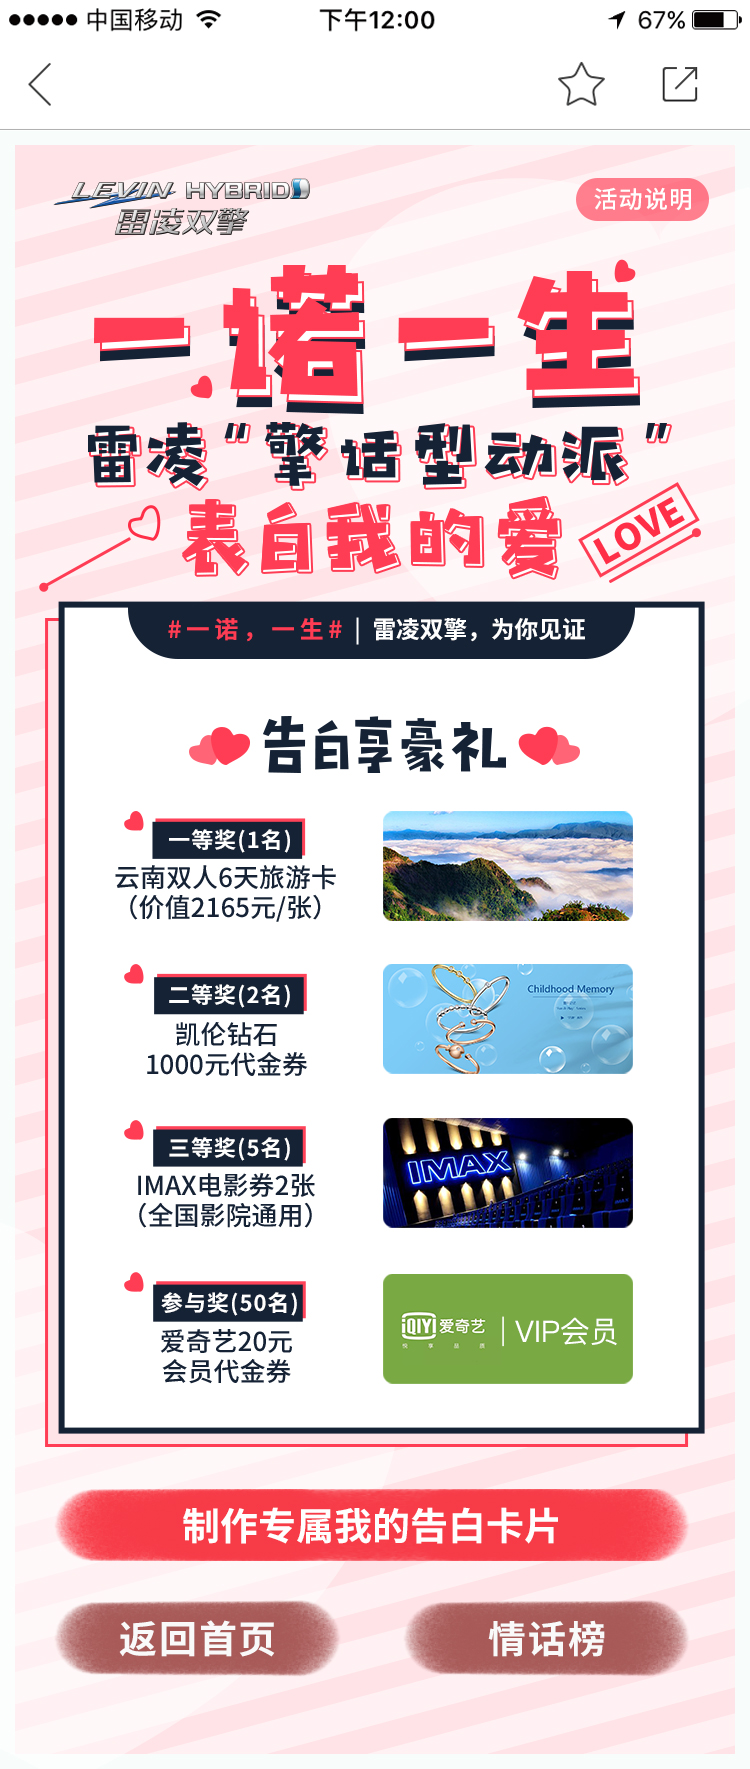 中国移动 下午12:00 67%
LEVIN HYBRID
雷凌双擎
活动说明
一诺一生
雷凌“擎话型动派”
表白我的爱
LOVE
#一诺，一生# | 雷凌双擎，为你见证
告白享豪礼
一等奖(1名)
云南双人6天旅游卡
（价值2165元/张）
二等奖(2名)
凯伦钻石
1000元代金券
Childhood Memory
三等奖(5名)
IMAX电影券2张
（全国影院通用）
IMAX
参与奖(50名)
爱奇艺20元
会员代金券
iQIYI 爱奇艺 | VIP会员
悦享品质
制作专属我的告白卡片
返回首页
情话榜